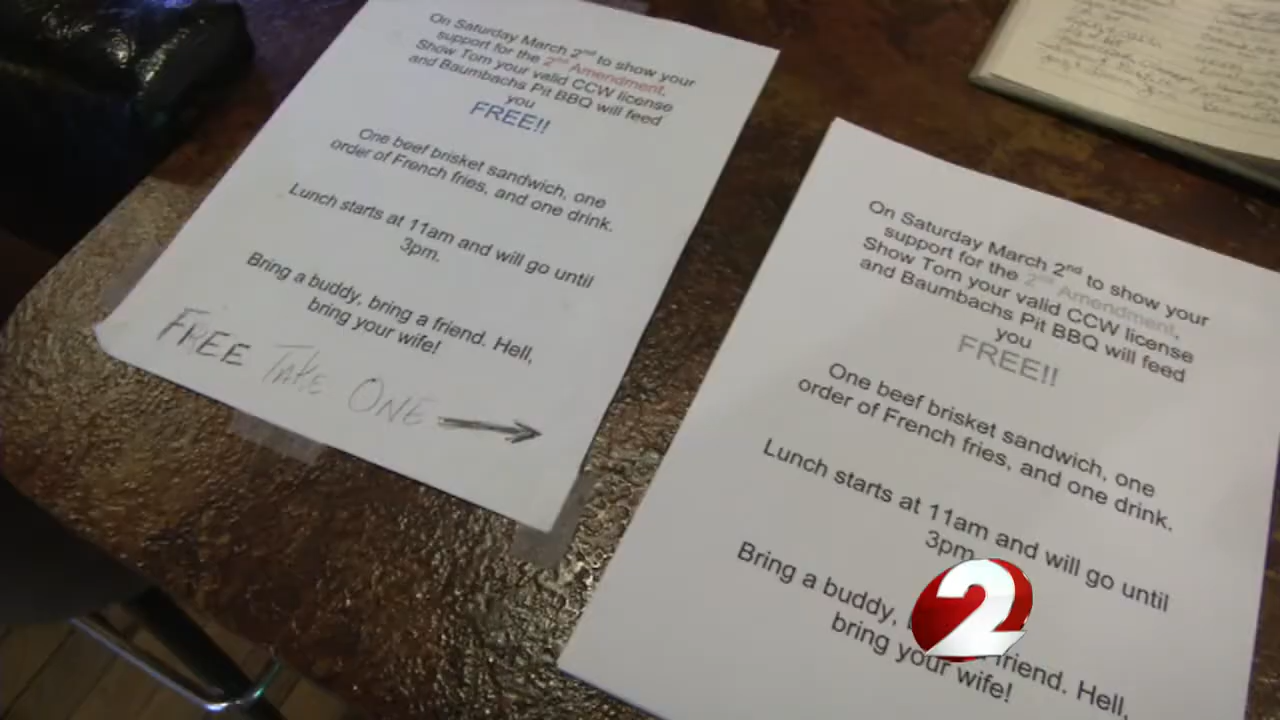 On Saturday March 2nd to show your
support for the 2nd Amendment.
Show Tom your valid CCW license
and Baumbachs Pit BBQ will feed
you
FREE!!
One beef brisket sandwich, one
order of French fries, and one drink.
Lunch starts at 11am and will go until
3pm.
Bring a buddy, bring a friend. Hell,
bring your wife!
FREE TAKE ONE
On Saturday March 2nd to show your
support for the 2nd Amendment.
Show Tom your valid CCW license
and Baumbachs Pit BBQ will feed
you
FREE!!
One beef brisket sandwich, one
order of French fries, and one drink.
Lunch starts at 11am and will go until
3pm
Bring a buddy, friend. Hell,
bring your wife!
2